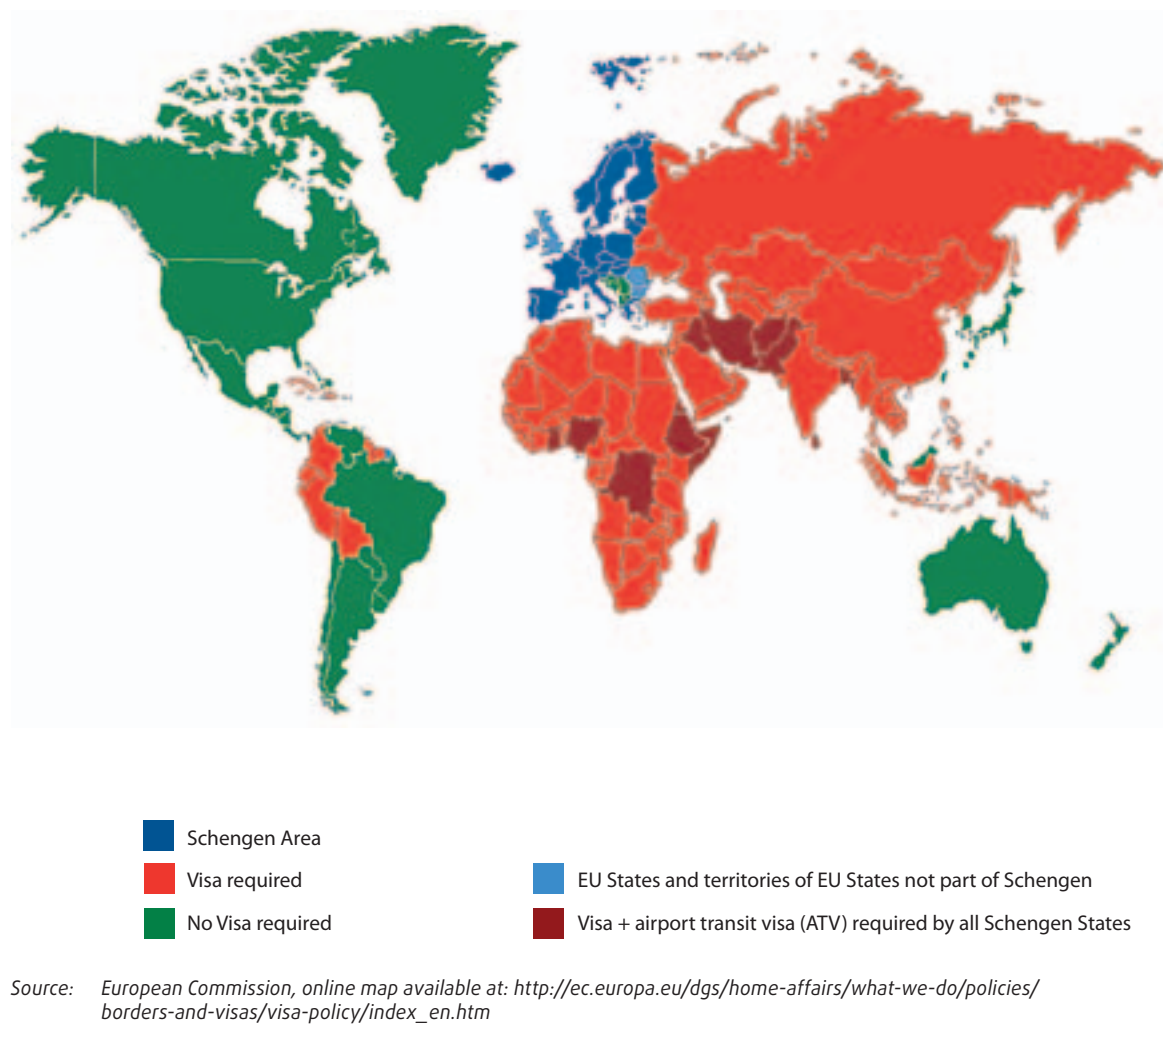 Schengen Area
Visa required
No Visa required
EU States and territories of EU States not part of Schengen
Visa + airport transit visa (ATV) required by all Schengen States
Source: European Commission, online map available at: http://ec.europa.eu/dgs/home-affairs/what-we-do/policies/
borders-and-visas/visa-policy/index_en.htm